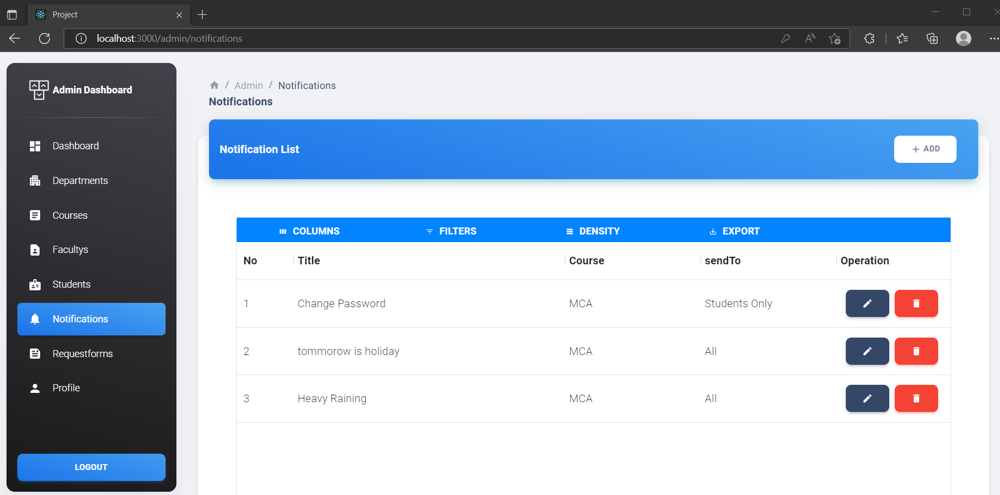 Project
localhost:3000/admin/notifications
Admin Dashboard
Dashboard
Departments
Courses
Facultys
Students
Notifications
Requestforms
Profile
LOGOUT
/ Admin / Notifications
Notifications
Notification List
+ ADD
COLUMNS FILTERS DENSITY EXPORT
No Title Course sendTo Operation
1 Change Password MCA Students Only
2 tommorow is holiday MCA All
3 Heavy Raining MCA All